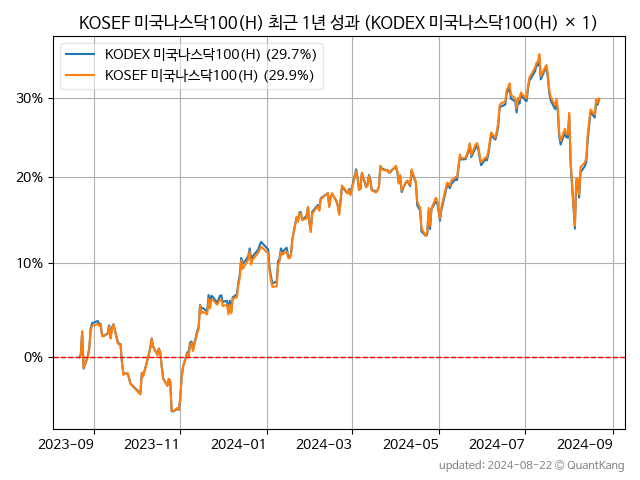 KOSEF 미국나스닥100(H) 최근 1년 성과 (KODEX 미국나스닥100(H) × 1)
KODEX 미국나스닥100(H) (29.7%)
KOSEF 미국나스닥100(H) (29.9%)
30%
20%
10%
0%
2023-09 2023-11 2024-01 2024-03 2024-05 2024-07 2024-09
updated: 2024-08-22 ⓒ QuantKang